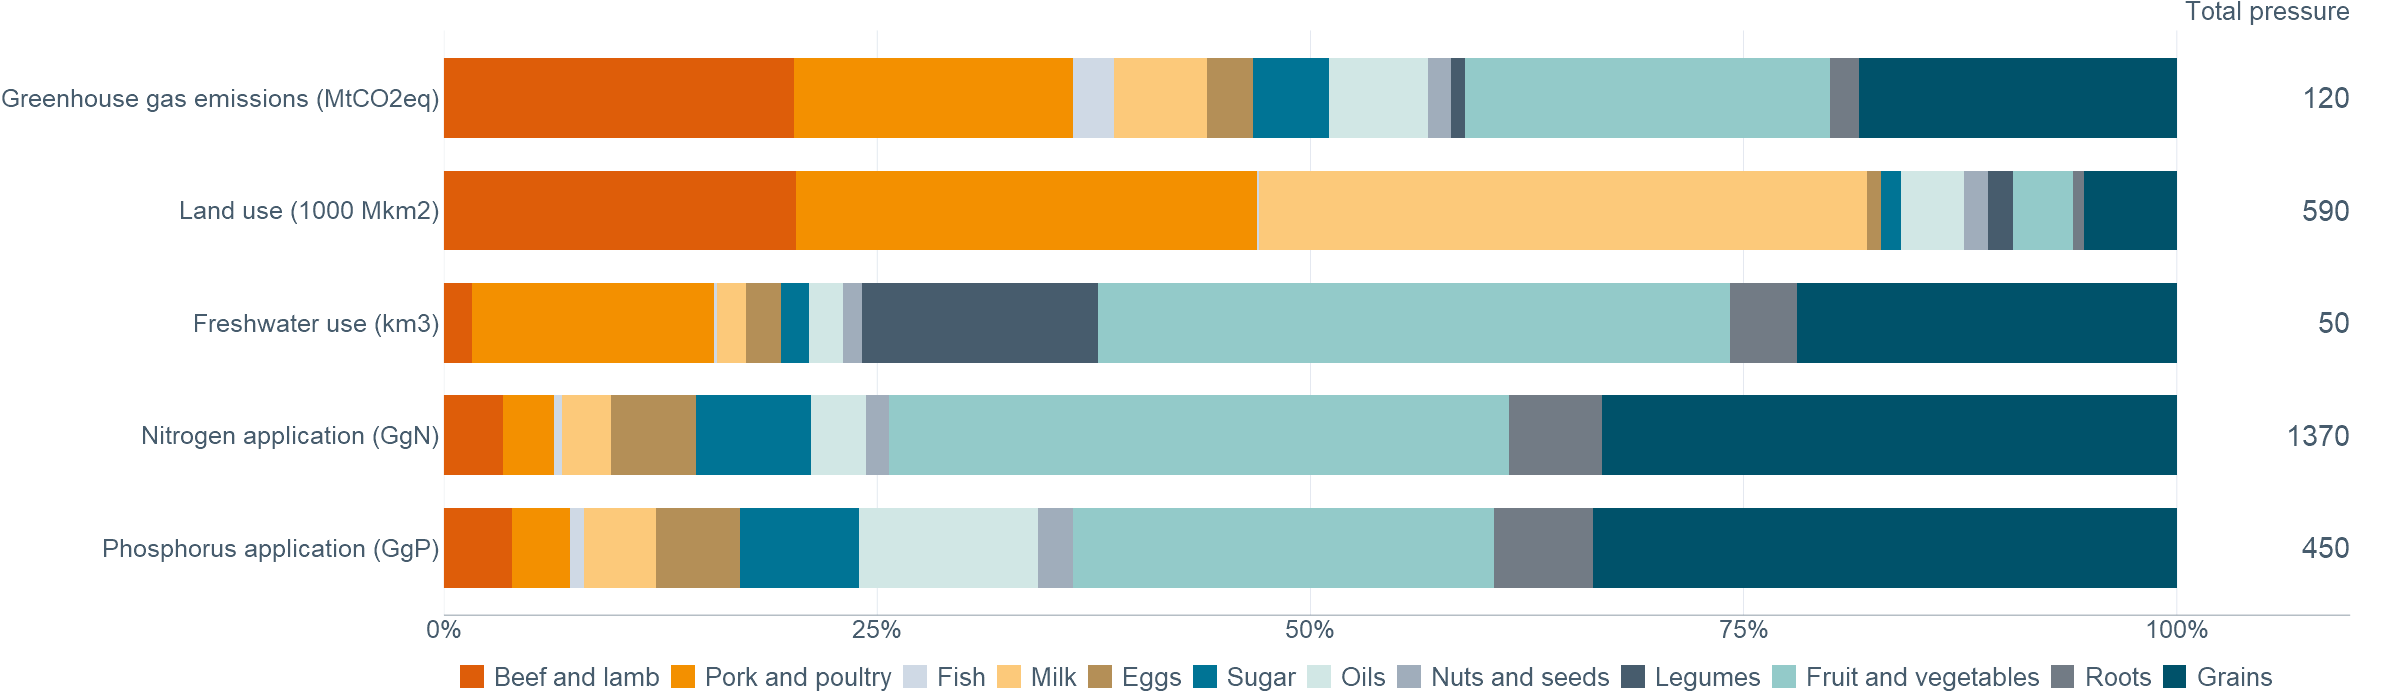 Total pressure
Greenhouse gas emissions (MtCO2eq) 120
Land use (1000 Mkm2) 590
Freshwater use (km3) 50
Nitrogen application (GgN) 1370
Phosphorus application (GgP) 450
0% 25% 50% 75% 100%
Beef and lamb Pork and poultry Fish Milk Eggs Sugar Oils Nuts and seeds Legumes Fruit and vegetables Roots Grains